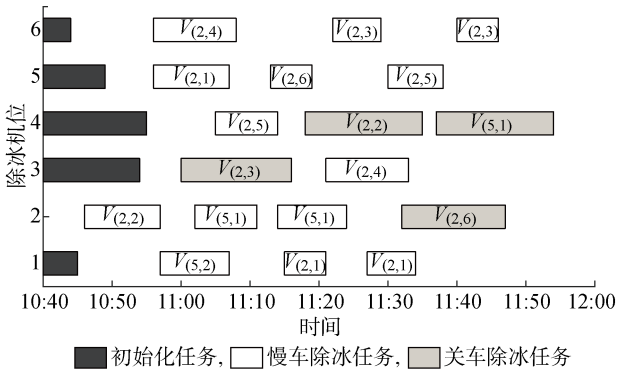 除冰机位
6 V(2,4) V(2,3) V(2,3)
5 V(2,1) V(2,6) V(2,5)
4 V(2,5) V(2,2) V(5,1)
3 V(2,3) V(2,4)
2 V(2,2) V(5,1) V(5,1) V(2,6)
1 V(5,2) V(2,1) V(2,1)
10:40 10:50 11:00 11:10 11:20 11:30 11:40 11:50 12:00
时间
初始化任务, 慢车除冰任务, 关车除冰任务